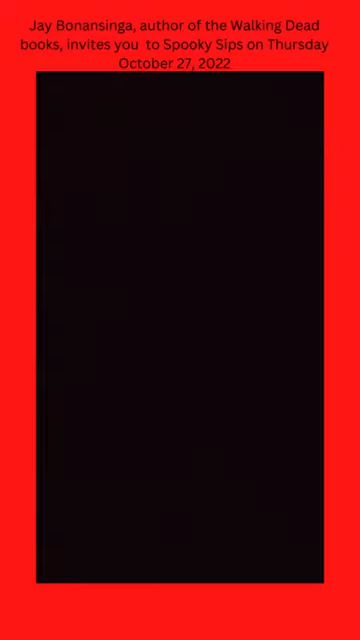 Jay Bonansinga, author of the Walking Dead
books, invites you  to Spooky Sips on Thursday
October 27, 2022